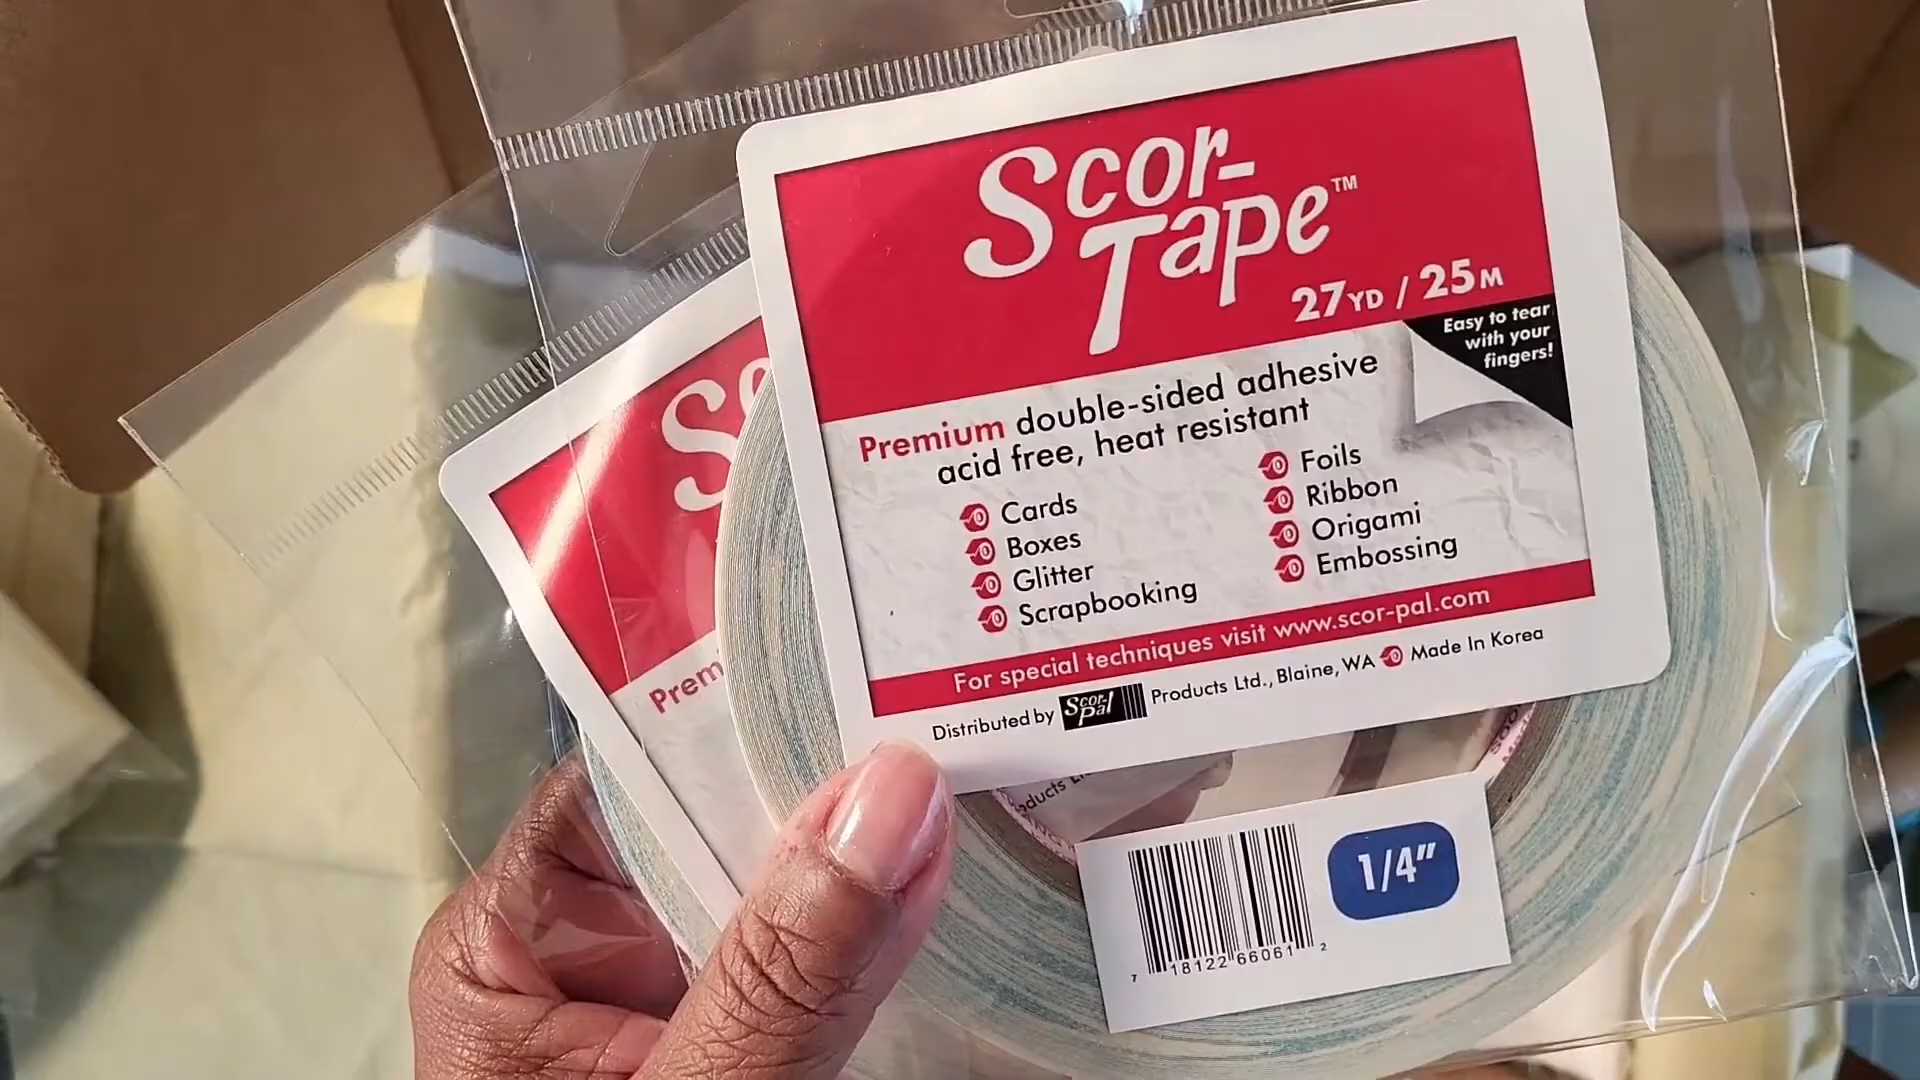 Scor-
Tape™
27YD / 25M
Easy to tear
with your
fingers!
Premium double-sided adhesive
acid free, heat resistant
Cards
Boxes
Glitter
Scrapbooking
Foils
Ribbon
Origami
Embossing
For special techniques visit www.scor-pal.com
Distributed by Scor-Pal Products Ltd., Blaine, WA Made In Korea
1/4"
7 18122 66061 2
Sc
Prem